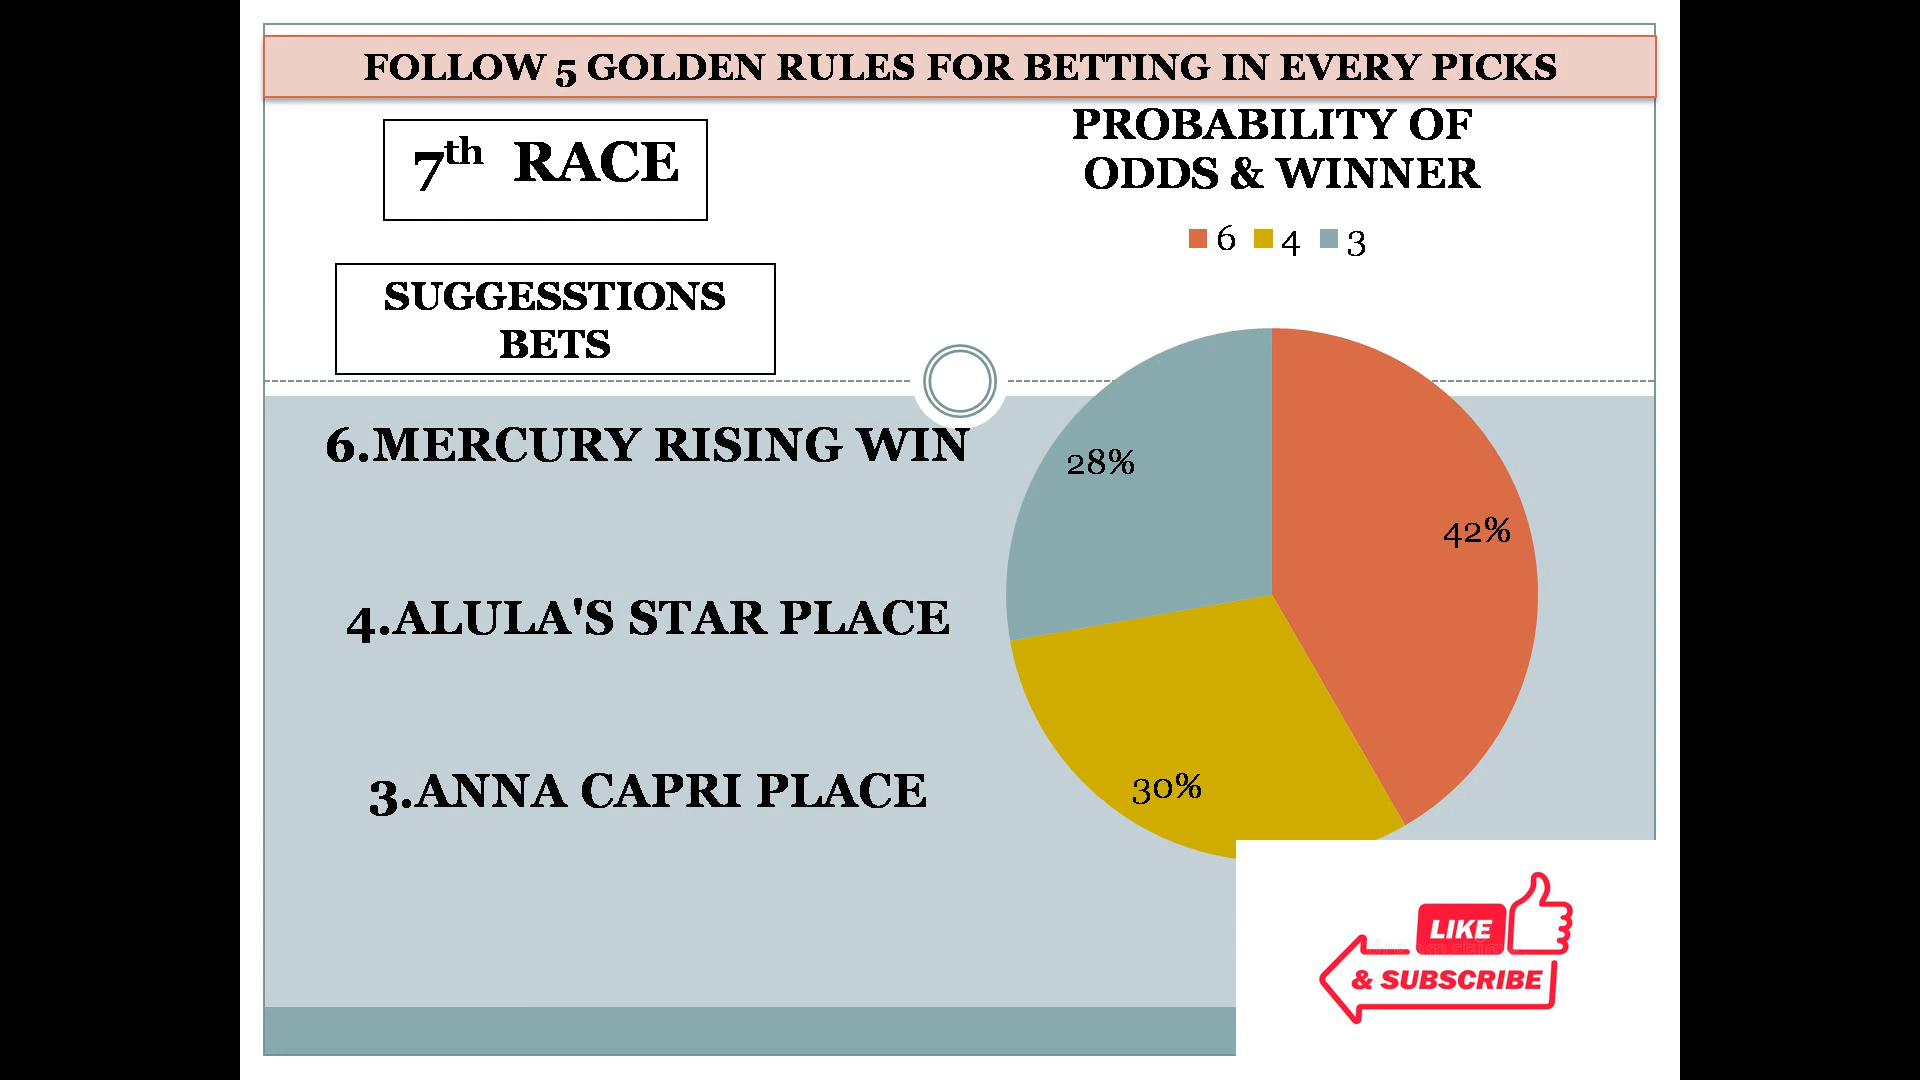 FOLLOW 5 GOLDEN RULES FOR BETTING IN EVERY PICKS
7th RACE
PROBABILITY OF
ODDS & WINNER
6 4 3
SUGGESSTIONS
BETS
6.MERCURY RISING WIN
4.ALULA'S STAR PLACE
3.ANNA CAPRI PLACE
28%
42%
30%
LIKE
& SUBSCRIBE